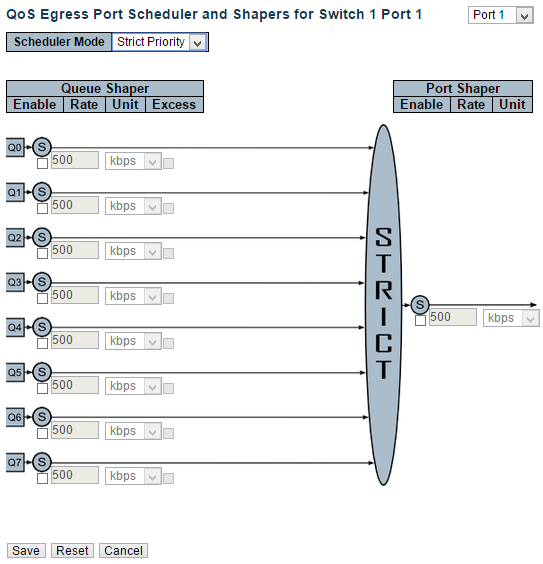 QoS Egress Port Scheduler and Shapers for Switch 1 Port 1 Port 1
Scheduler Mode Strict Priority
Queue Shaper Port Shaper
Enable Rate Unit Excess Enable Rate Unit
Q0 S
500 kbps
Q1 S
500 kbps
Q2 S
500 kbps
Q3 S
500 kbps
Q4 S
500 kbps
Q5 S
500 kbps
Q6 S
500 kbps
Q7 S
500 kbps
STRICT
S
500 kbps
Save Reset Cancel